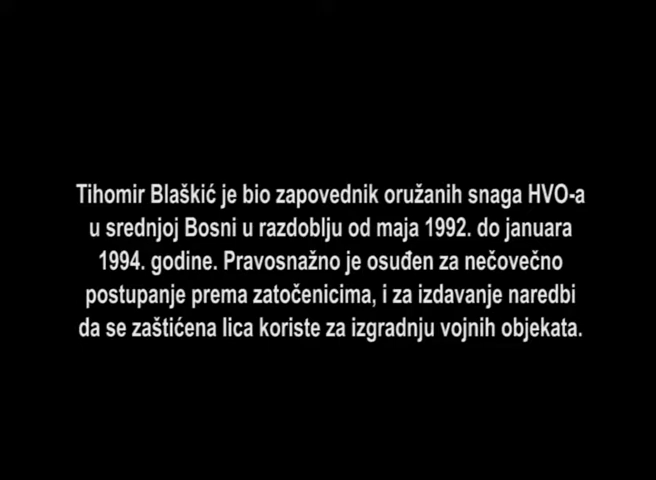 Tihomir Blaškić je bio zapovednik oružanih snaga HVO-a
u srednjoj Bosni u razdoblju od maja 1992. do januara
1994. godine. Pravosnažno je osuđen za nečovečno
postupanje prema zatočenicima, i za izdavanje naredbi
da se zaštićena lica koriste za izgradnju vojnih objekata.